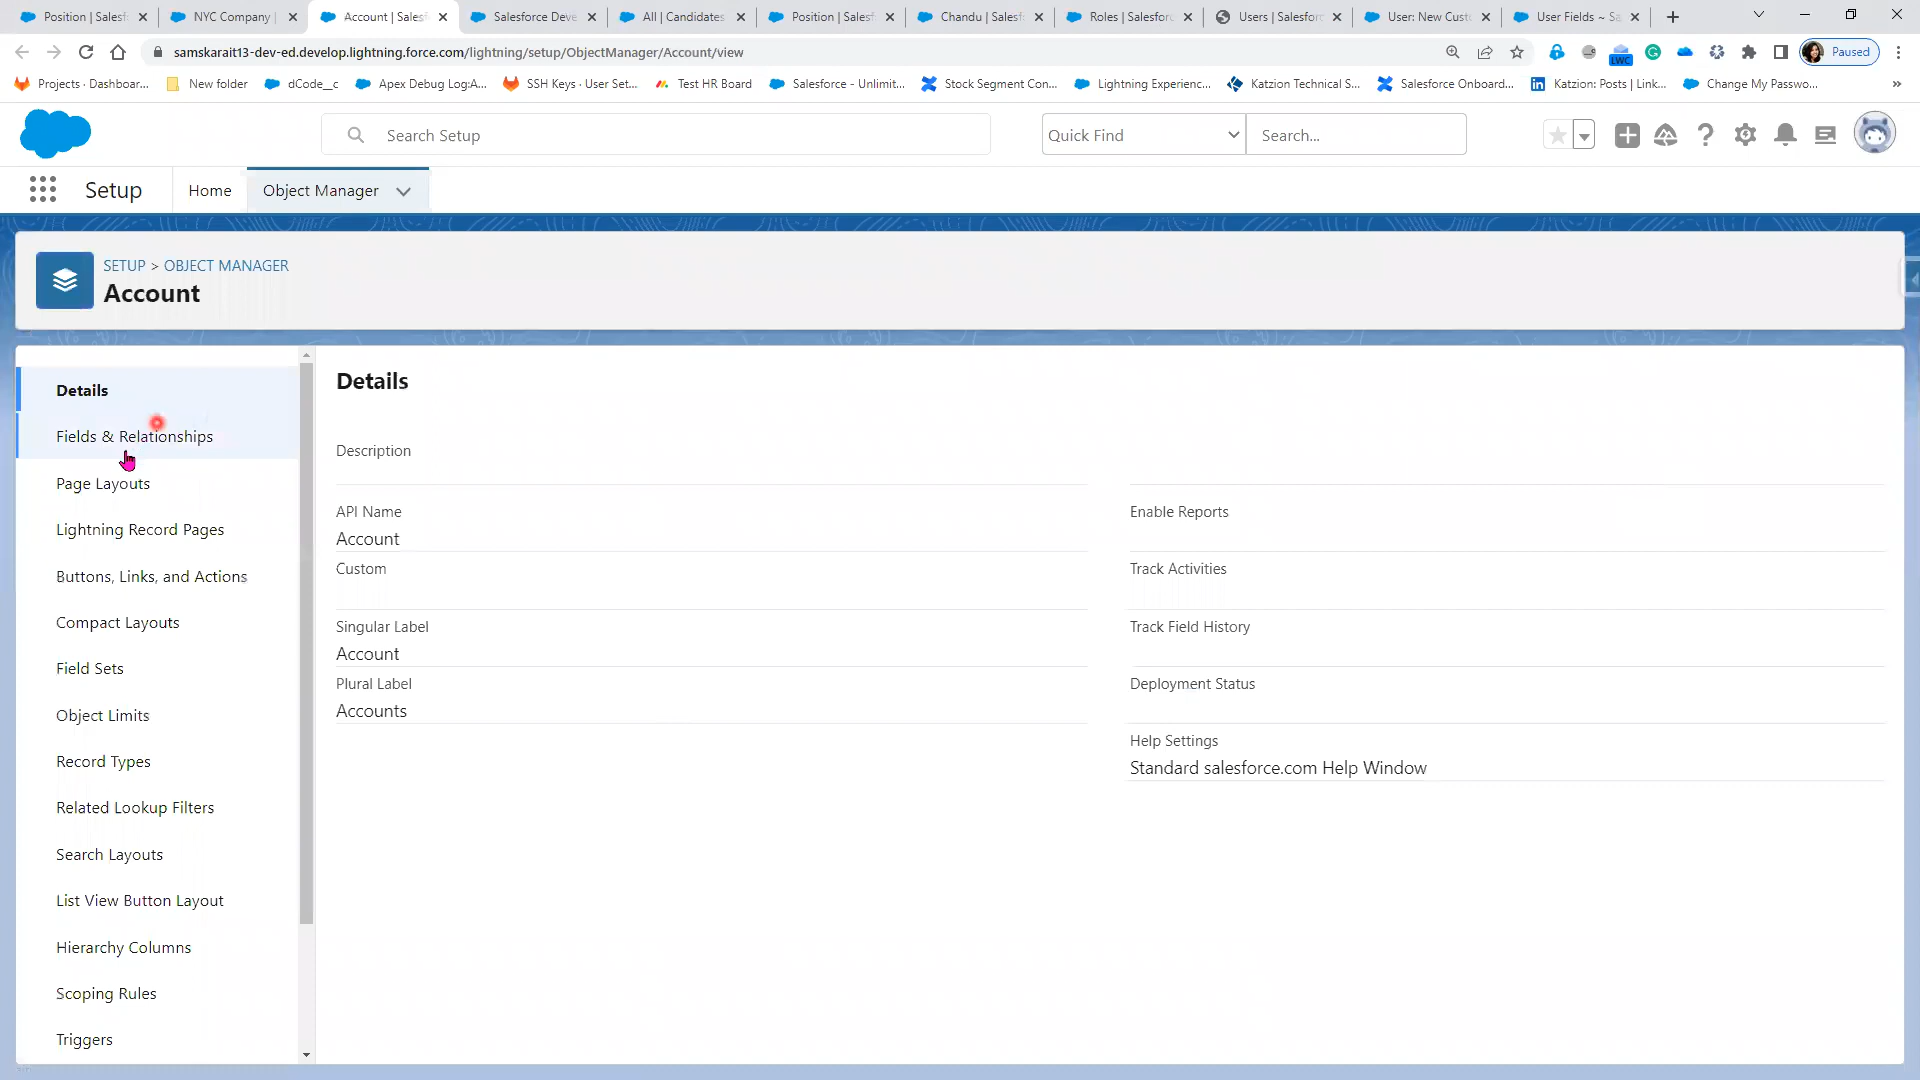 Position | Salesf
NYC Company |
Account | Salesf
Salesforce Deve
All | Candidates
Position | Salesf
Chandu | Salesf
Roles | Salesfor
Users | Salesfor
User: New Cust
User Fields ~ Sa
samskarait13-dev-ed.develop.lightning.force.com/lightning/setup/ObjectManager/Account/view
LWC
Paused
Projects · Dashboar...
New folder
dCode__c
Apex Debug Log:A...
SSH Keys · User Set...
Test HR Board
Salesforce - Unlimit...
Stock Segment Con...
Lightning Experienc...
Katzion Technical S...
Salesforce Onboard...
Katzion: Posts | Link...
Change My Passwo...
»
Search Setup
Quick Find
Search...
Setup
Home
Object Manager
SETUP > OBJECT MANAGER
Account
Details
Fields & Relationships
Page Layouts
Lightning Record Pages
Buttons, Links, and Actions
Compact Layouts
Field Sets
Object Limits
Record Types
Related Lookup Filters
Search Layouts
List View Button Layout
Hierarchy Columns
Scoping Rules
Triggers
Details
Description
API Name
Account
Custom
Singular Label
Account
Plural Label
Accounts
Enable Reports
Track Activities
Track Field History
Deployment Status
Help Settings
Standard salesforce.com Help Window